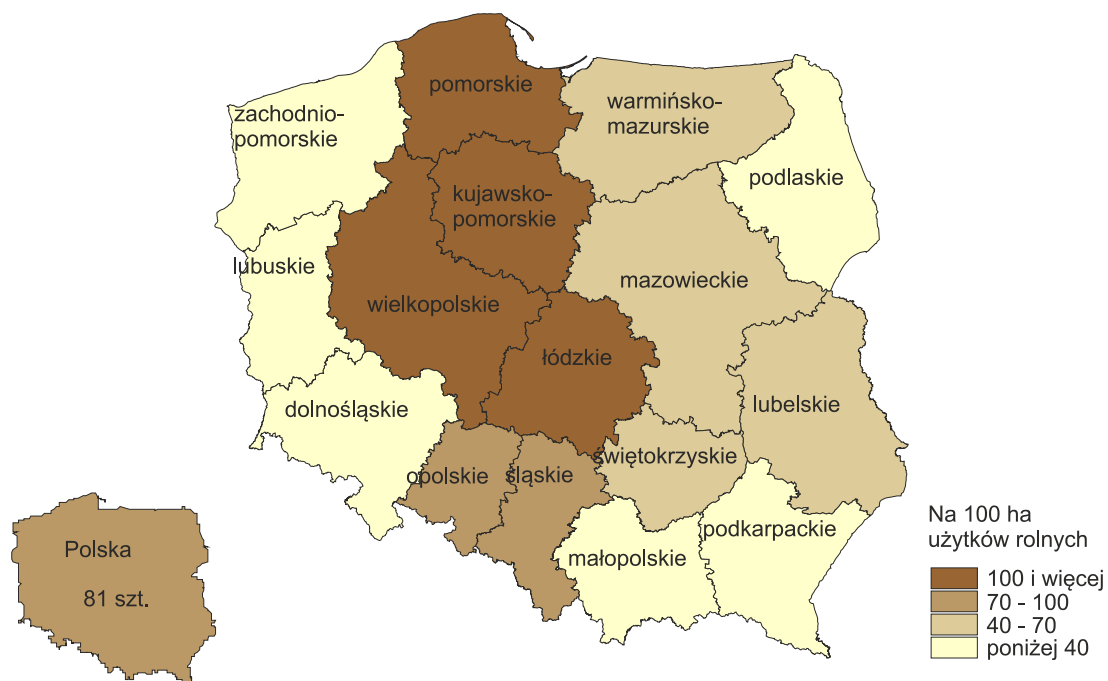 pomorskie
zachodnio-
pomorskie
warmińsko-
mazurskie
podlaskie
kujawsko-
pomorskie
lubuskie
mazowieckie
wielkopolskie
łódzkie
dolnośląskie
lubelskie
opolskie
śląskie
świętokrzyskie
podkarpackie
małopolskie
Polska
81 szt.
Na 100 ha
użytków rolnych
100 i więcej
70 - 100
40 - 70
poniżej 40